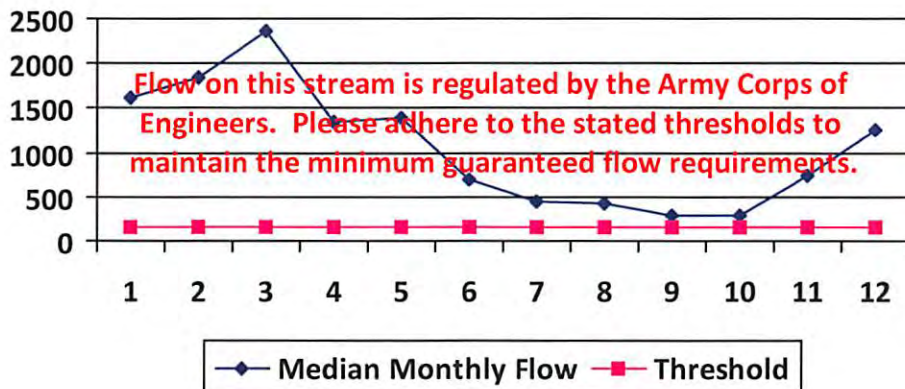 2500
2000
1500
1000
500
0
Flow on this stream is regulated by the Army Corps of
Engineers. Please adhere to the stated thresholds to
maintain the minimum guaranteed flow requirements.
1 2 3 4 5 6 7 8 9 10 11 12
Median Monthly Flow Threshold